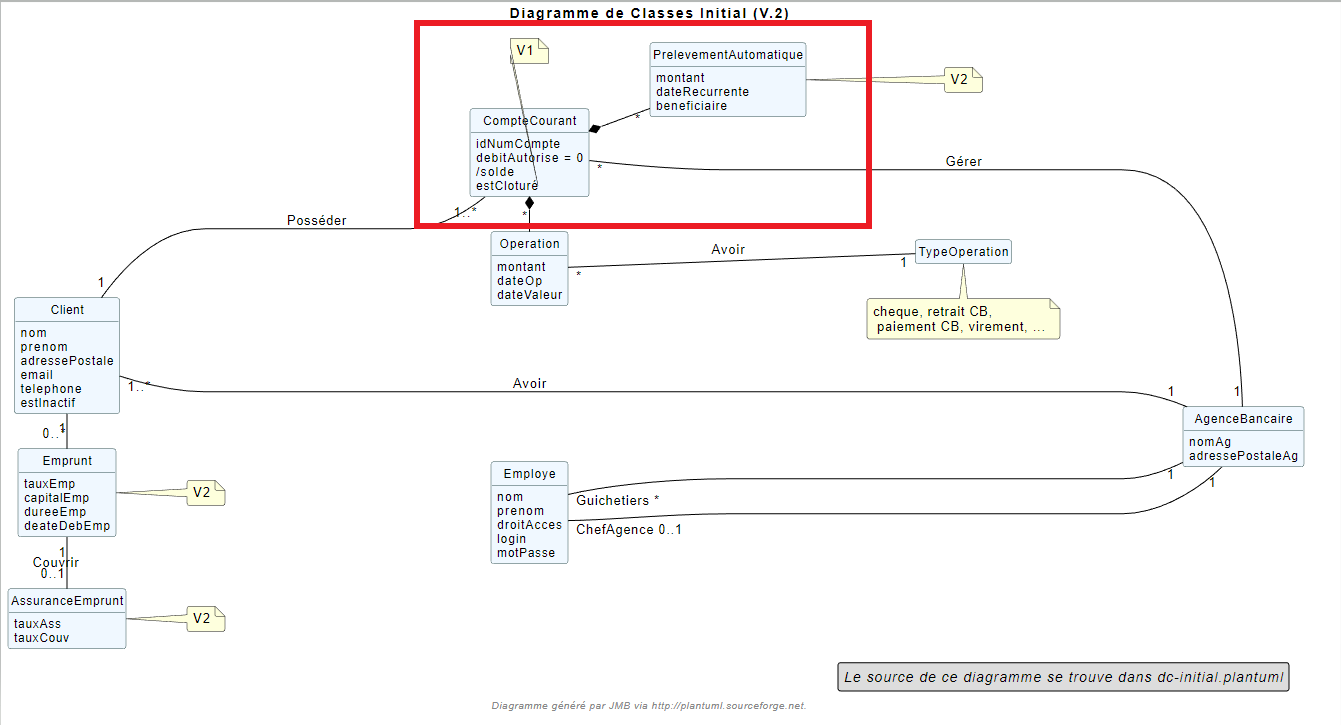 Diagramme de Classes Initial (V.2)
V1
PrelevementAutomatique
montant
dateRecurrente
beneficiaire
V2
CompteCourant
idNumCompte
debitAutorise = 0
/solde
estCloturé
*
*
Gérer
1..*
*
Posséder
Operation
montant
dateOp
dateValeur
*
Avoir
1
TypeOperation
cheque, retrait CB,
paiement CB, virement, ...
1
Client
nom
prenom
adressePostale
email
telephone
estInactif
1..*
Avoir
1
1
AgenceBancaire
nomAg
adressePostaleAg
1
0..*
Emprunt
tauxEmp
capitalEmp
dureeEmp
deateDebEmp
V2
Employe
nom
prenom
droitAcces
login
motPasse
Guichetiers *
1
ChefAgence 0..1
1
1
Couvrir
0..1
AssuranceEmprunt
tauxAss
tauxCouv
V2
Le source de ce diagramme se trouve dans dc-initial.plantuml
Diagramme généré par JMB via http://plantuml.sourceforge.net.